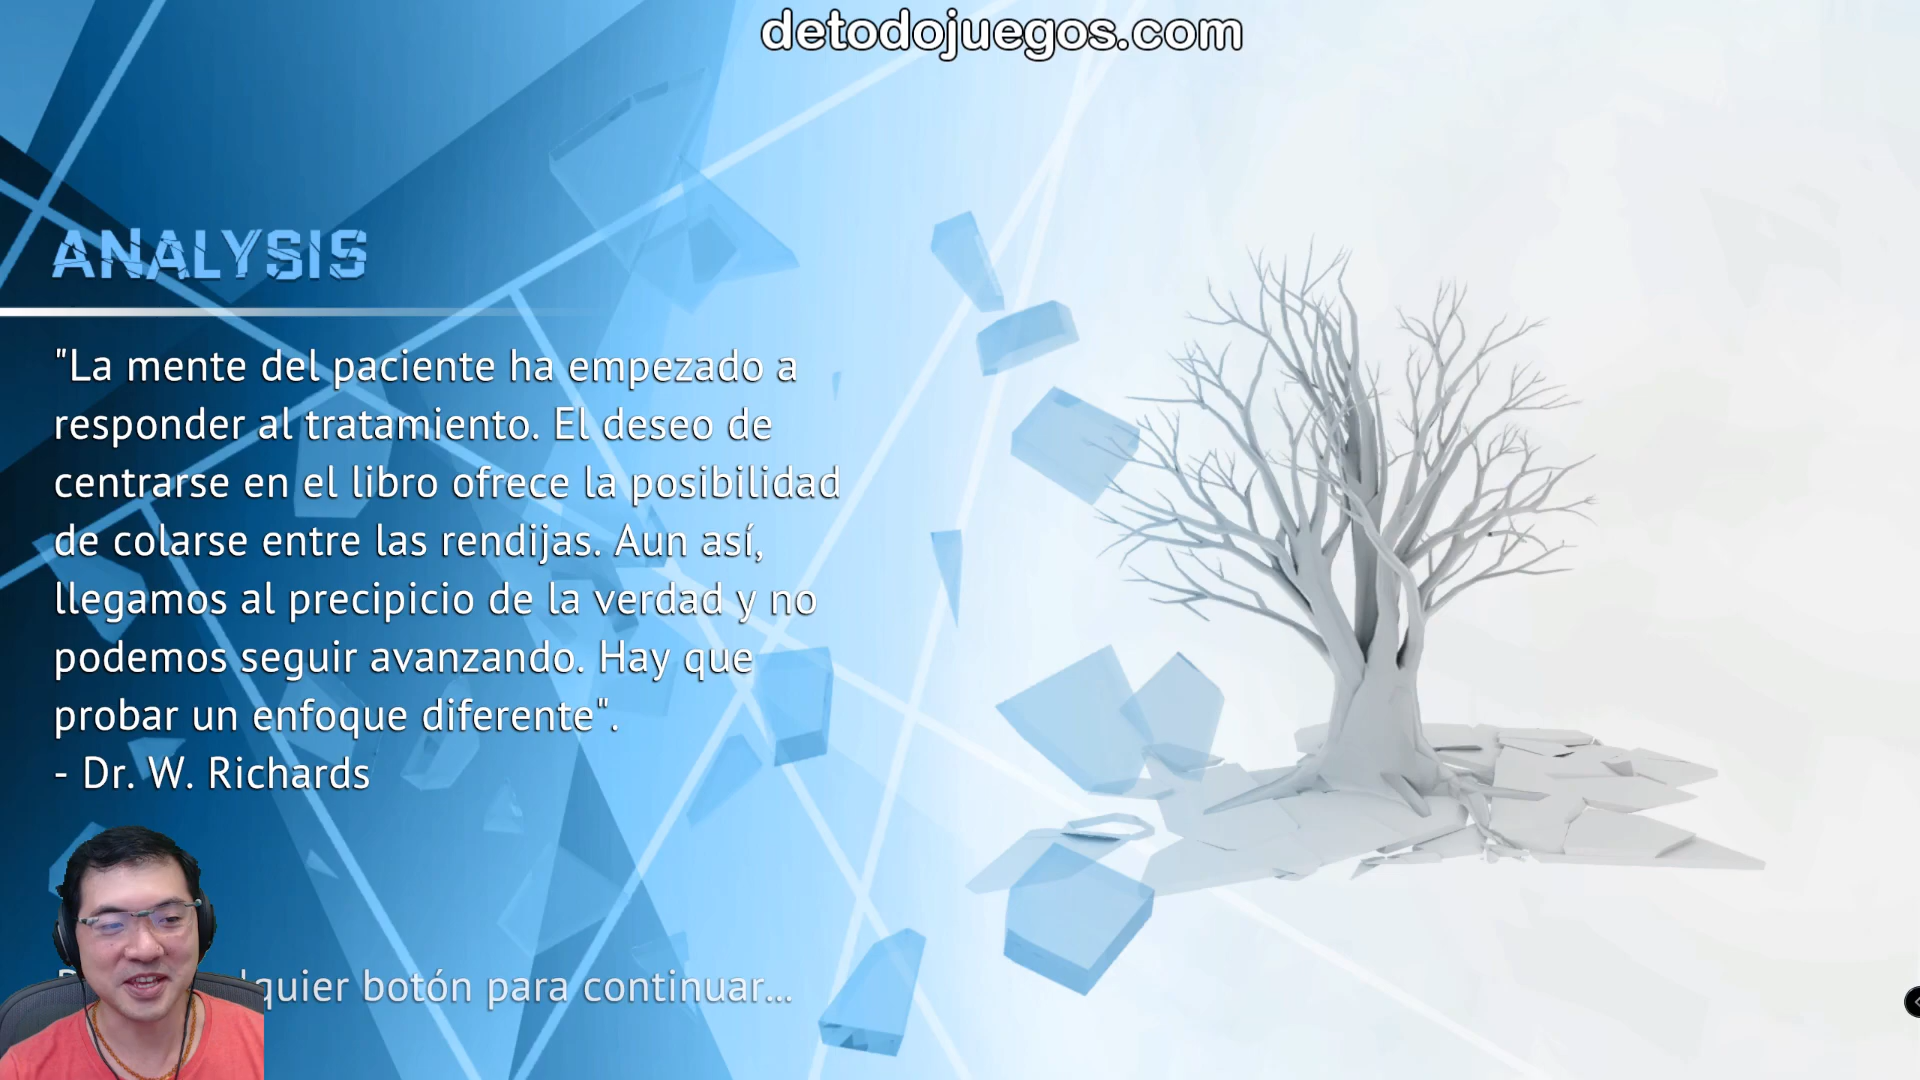 detodojuegos.com
ANALYSIS
"La mente del paciente ha empezado a
responder al tratamiento. El deseo de
centrarse en el libro ofrece la posibilidad
de colarse entre las rendijas. Aun así,
llegamos al precipicio de la verdad y no
podemos seguir avanzando. Hay que
probar un enfoque diferente".
- Dr. W. Richards
botón para continuar...